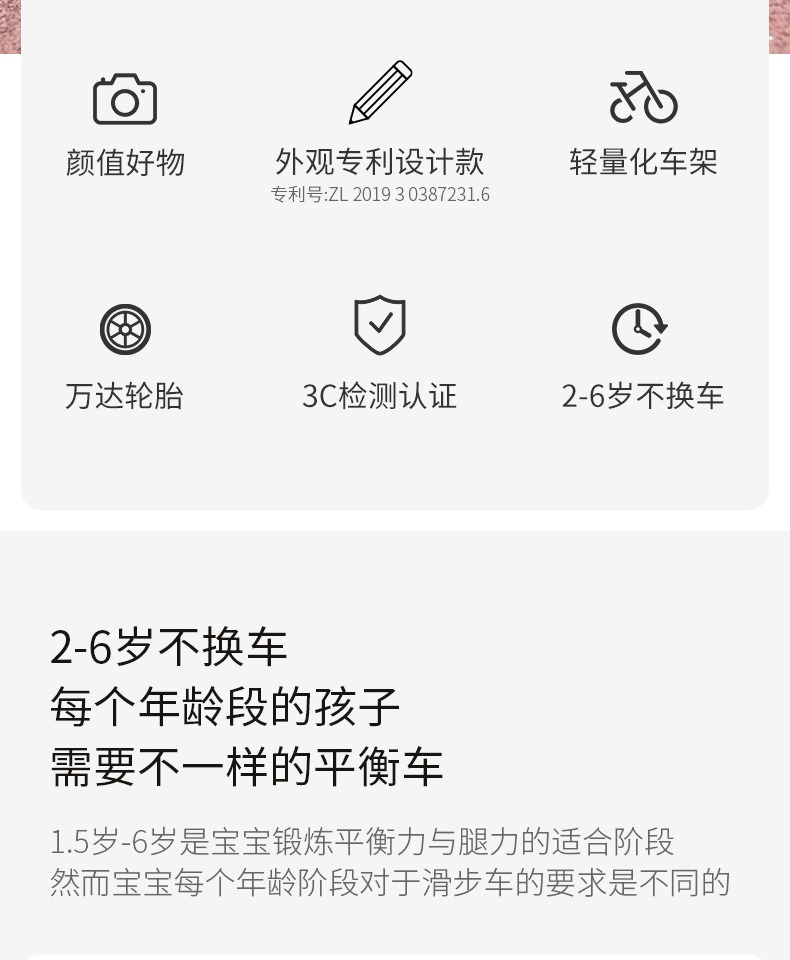 颜值好物
外观专利设计款
专利号:ZL 2019 3 0387231.6
轻量化车架
万达轮胎
3C检测认证
2-6岁不换车
2-6岁不换车
每个年龄段的孩子
需要不一样的平衡车
1.5岁-6岁是宝宝锻炼平衡力与腿力的适合阶段
然而宝宝每个年龄阶段对于滑步车的要求是不同的